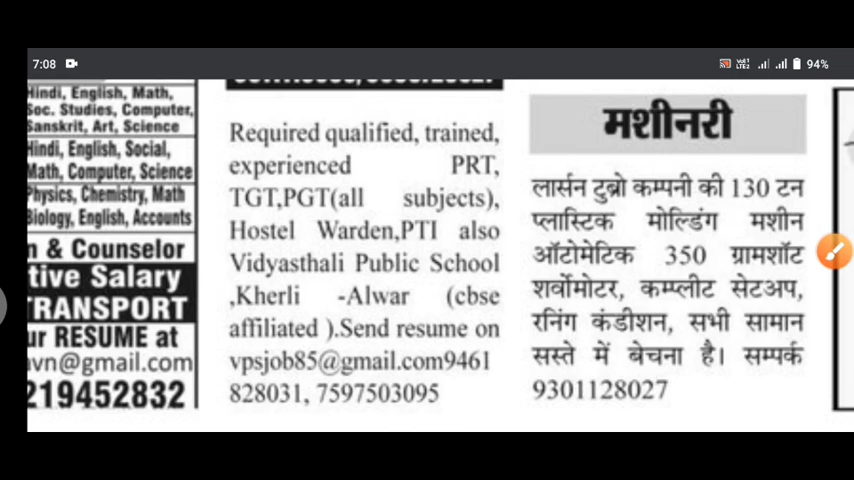 7:08
94%
Hindi, English, Math,
Soc. Studies, Computer,
Sanskrit, Art, Science
Hindi, English, Social,
Math, Computer, Science
Physics, Chemistry, Math
Biology, English, Accounts
& Counselor
Salary
TRANSPORT
RESUME at
avn@gmail.com
219452832
Required qualified, trained,
experienced PRT,
TGT,PGT(all subjects),
Hostel Warden,PTI also
Vidyasthali Public School
,Kherli -Alwar (cbse
affiliated ).Send resume on
vpsjob85@gmail.com9461
828031, 7597503095
मशीनरी
लार्सन टुब्रो कम्पनी की 130 टन
प्लास्टिक मोल्डिंग मशीन
ऑटोमेटिक 350 ग्रामशॉट
शर्वोमोटर, कम्प्लीट सेटअप,
रनिंग कंडीशन, सभी सामान
सस्ते में बेचना है। सम्पर्क
9301128027